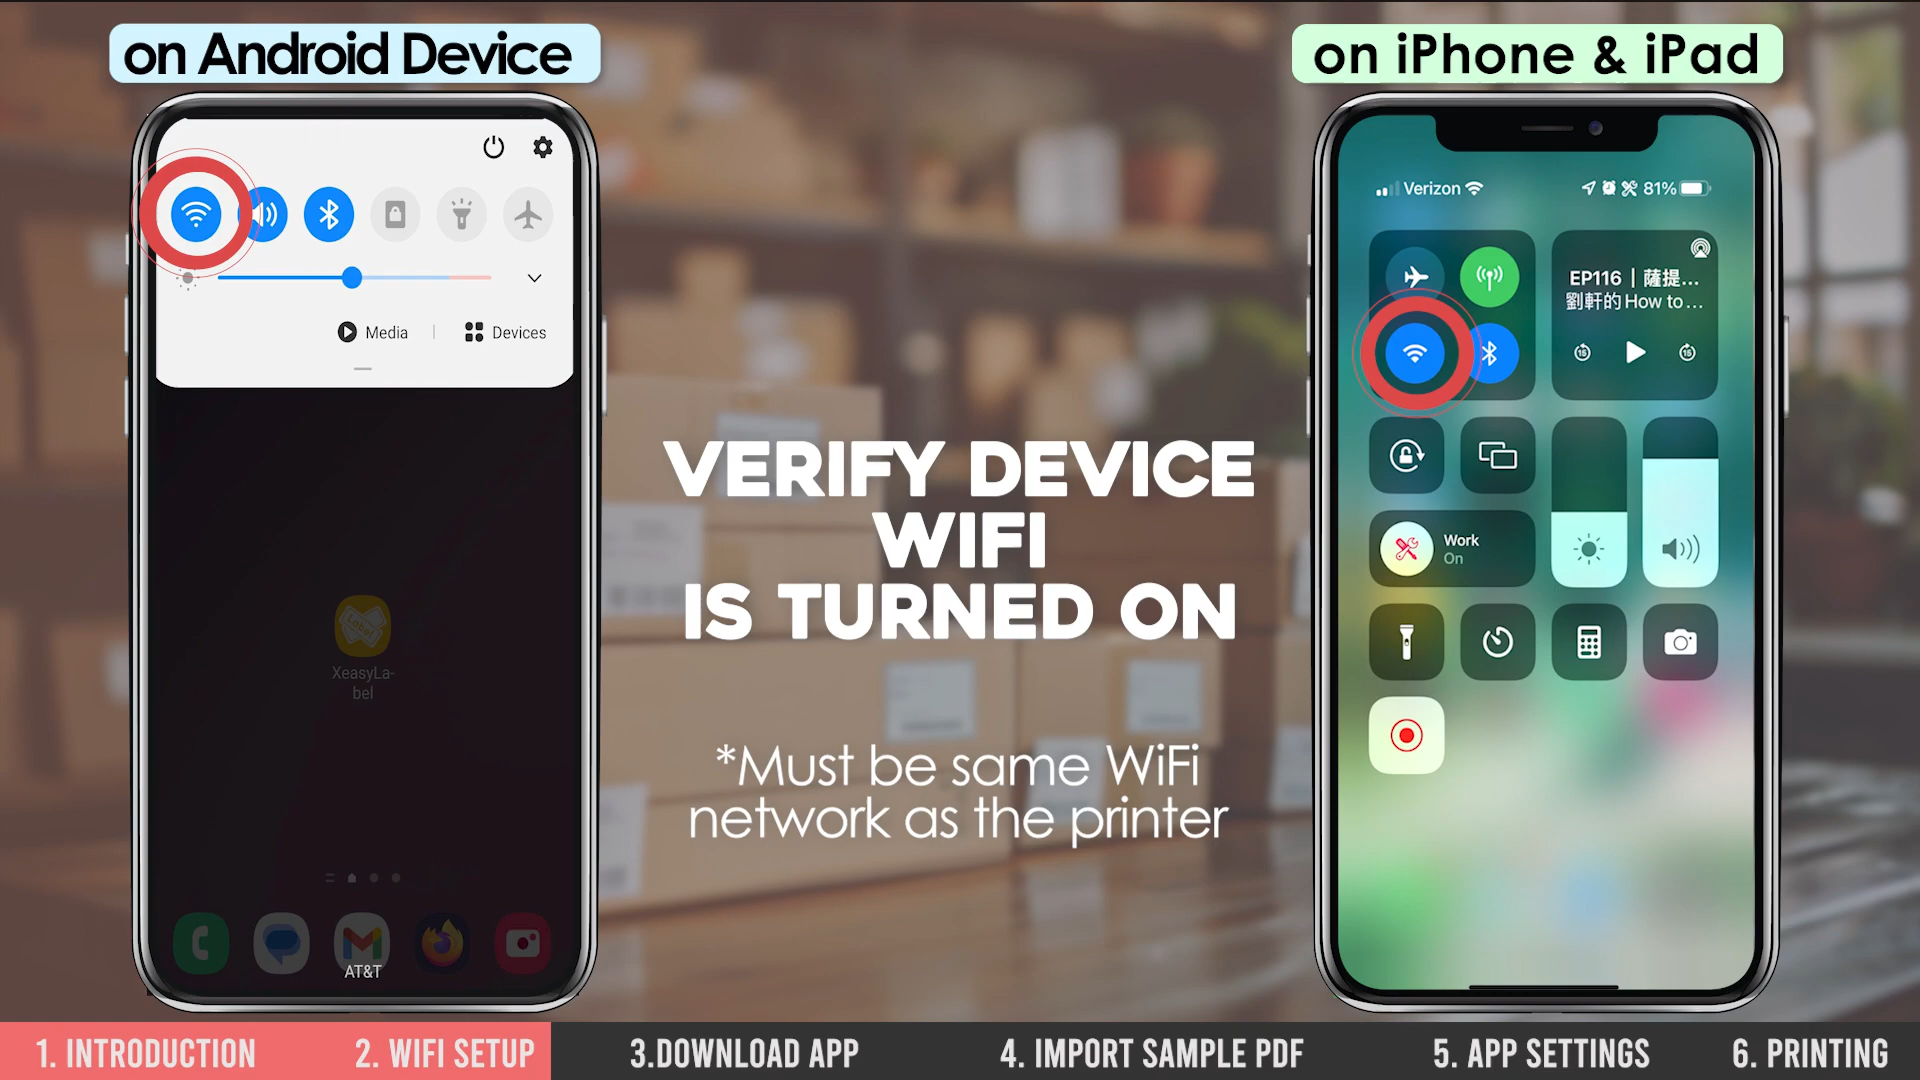 on Android Device
on iPhone & iPad
Media
Devices
XeasyLa-
bel
AT&T
Verizon
81%
EP116｜薩提...
劉軒的 How to ...
15
15
Work
On
VERIFY DEVICE
WIFI
IS TURNED ON
*Must be same WiFi
network as the printer
1. INTRODUCTION
2. WIFI SETUP
3.DOWNLOAD APP
4. IMPORT SAMPLE PDF
5. APP SETTINGS
6. PRINTING